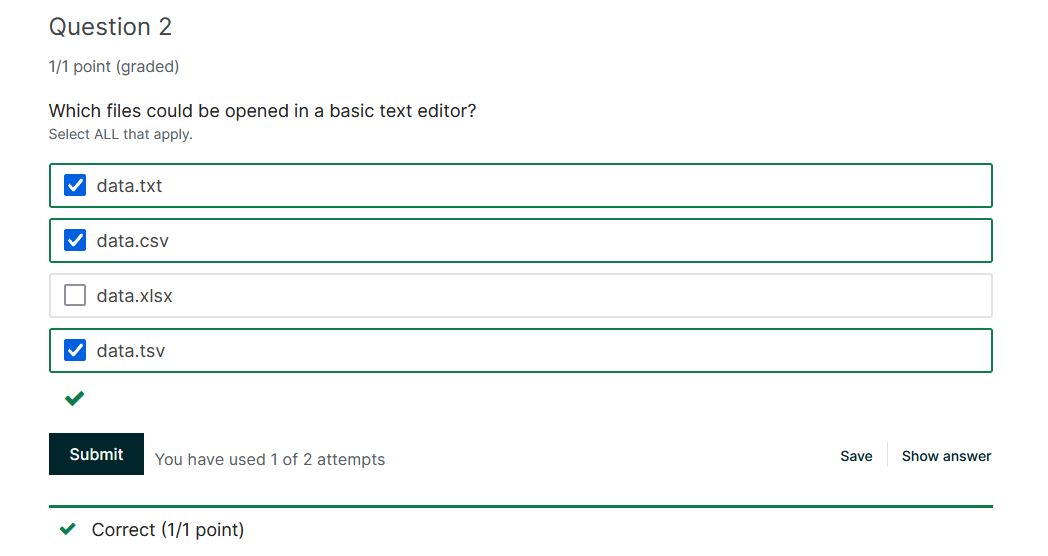 Question 2
1/1 point (graded)
Which files could be opened in a basic text editor?
Select ALL that apply.
data.txt
data.csv
data.xlsx
data.tsv
Submit You have used 1 of 2 attempts Save Show answer
Correct (1/1 point)